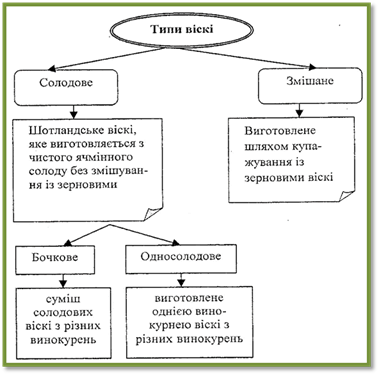 Типи віскі
Солодове
Змішане
Шотландське віскі,
яке виготовляється з
чистого ячмінного
солоду без змішуван-
ня із зерновими
Виготовлене
шляхом купа-
жування із
зерновими віскі
Бочкове
Односолодове
суміш
солодових
віскі з різних
винокурень
виготовлене
однією вино-
курнею віскі з
різних винокурень